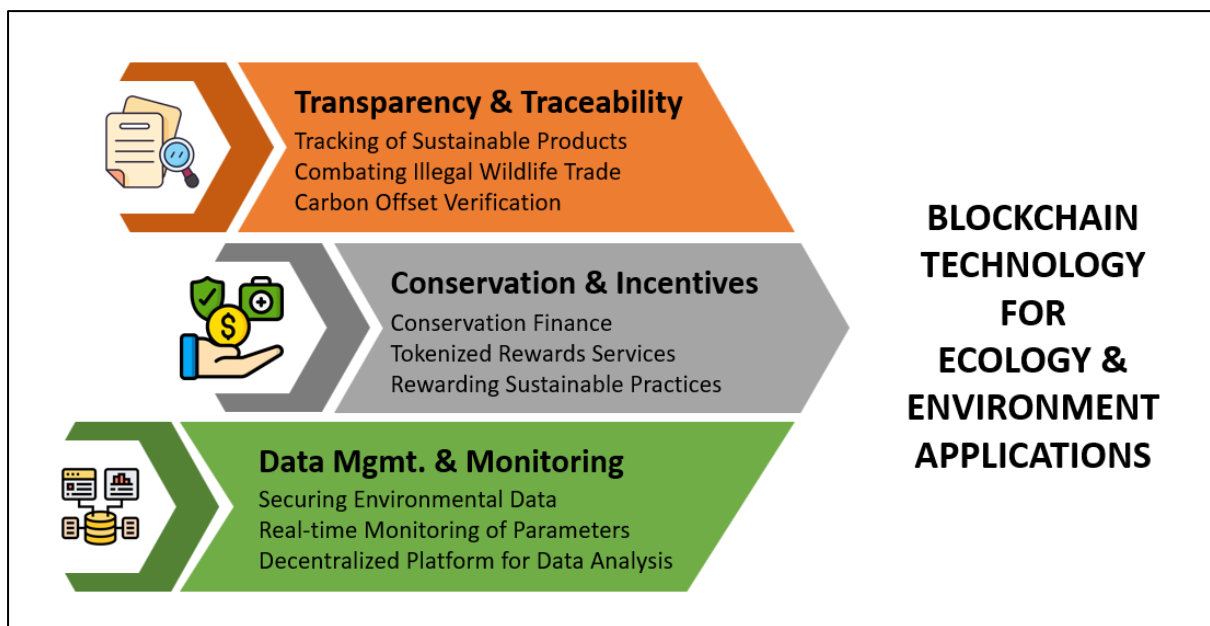 Transparency & Traceability
Tracking of Sustainable Products
Combating Illegal Wildlife Trade
Carbon Offset Verification
Conservation & Incentives
Conservation Finance
Tokenized Rewards Services
Rewarding Sustainable Practices
Data Mgmt. & Monitoring
Securing Environmental Data
Real-time Monitoring of Parameters
Decentralized Platform for Data Analysis
BLOCKCHAIN
TECHNOLOGY
FOR
ECOLOGY &
ENVIRONMENT
APPLICATIONS